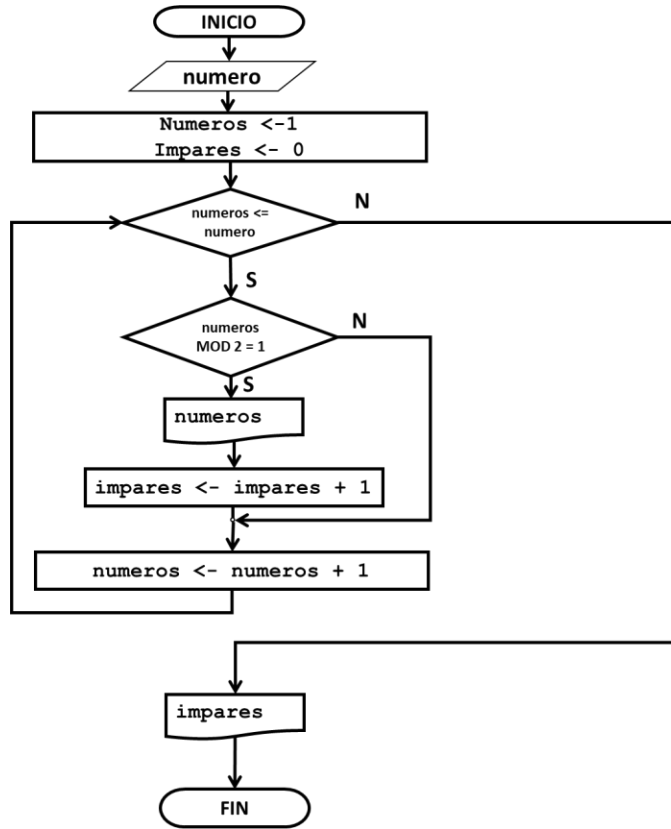 INICIO
numero
Numeros <-1
Impares <- 0
numeros <=
numero
N
S
numeros
MOD 2 = 1
N
S
numeros
impares <- impares + 1
numeros <- numeros + 1
impares
FIN